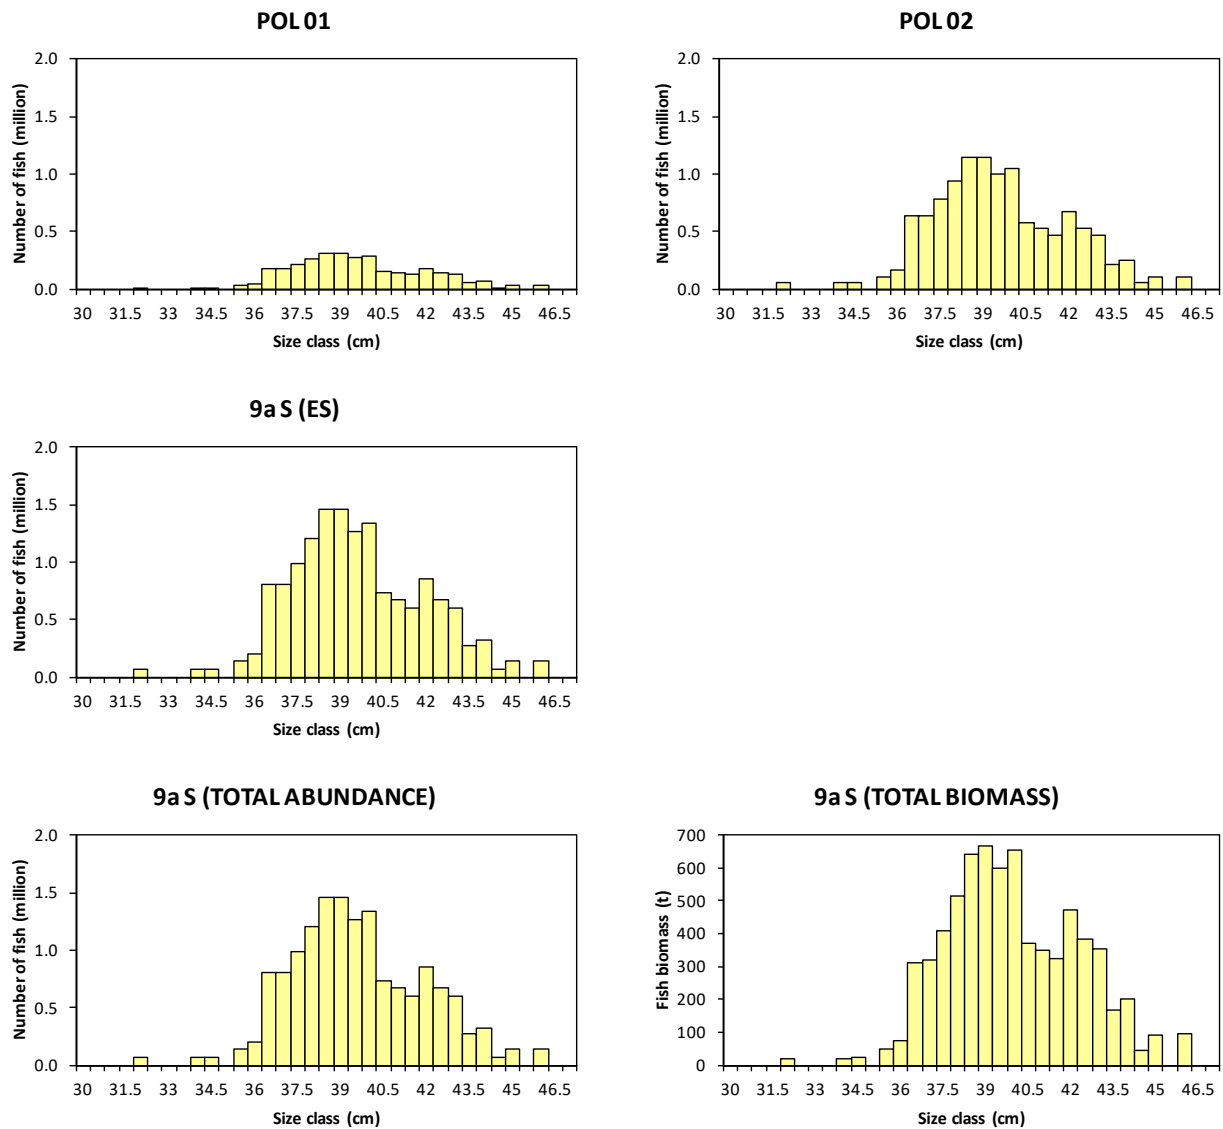 POL 01
2.0
1.5
1.0
0.5
0.0
Number of fish (million)
30 31.5 33 34.5 36 37.5 39 40.5 42 43.5 45 46.5
Size class (cm)
POL 02
2.0
1.5
1.0
0.5
0.0
Number of fish (million)
30 31.5 33 34.5 36 37.5 39 40.5 42 43.5 45 46.5
Size class (cm)
9a S (ES)
2.0
1.5
1.0
0.5
0.0
Number of fish (million)
30 31.5 33 34.5 36 37.5 39 40.5 42 43.5 45 46.5
Size class (cm)
9a S (TOTAL ABUNDANCE)
2.0
1.5
1.0
0.5
0.0
Number of fish (million)
30 31.5 33 34.5 36 37.5 39 40.5 42 43.5 45 46.5
Size class (cm)
9a S (TOTAL BIOMASS)
700
600
500
400
300
200
100
0
Fish biomass (t)
30 31.5 33 34.5 36 37.5 39 40.5 42 43.5 45 46.5
Size class (cm)